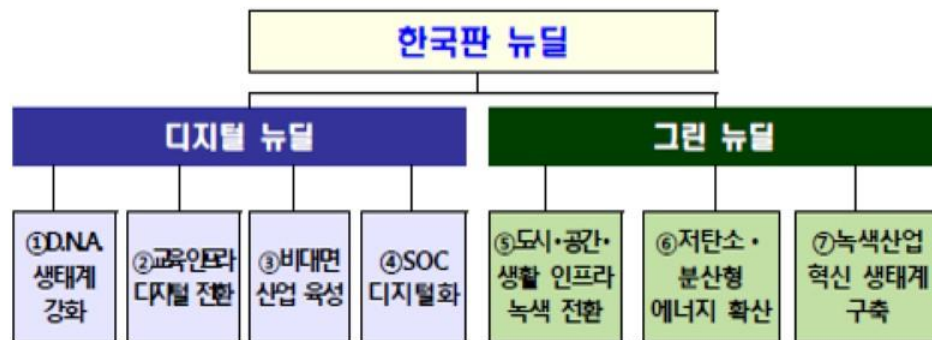 한국판 뉴딜
디지털 뉴딜
그린 뉴딜
①D.N.A.
생태계
강화
②교육인프라
디지털 전환
③비대면
산업 육성
④SOC
디지털화
⑤도시·공간·
생활 인프라
녹색 전환
⑥저탄소·
분산형
에너지 확산
⑦녹색산업
혁신 생태계
구축